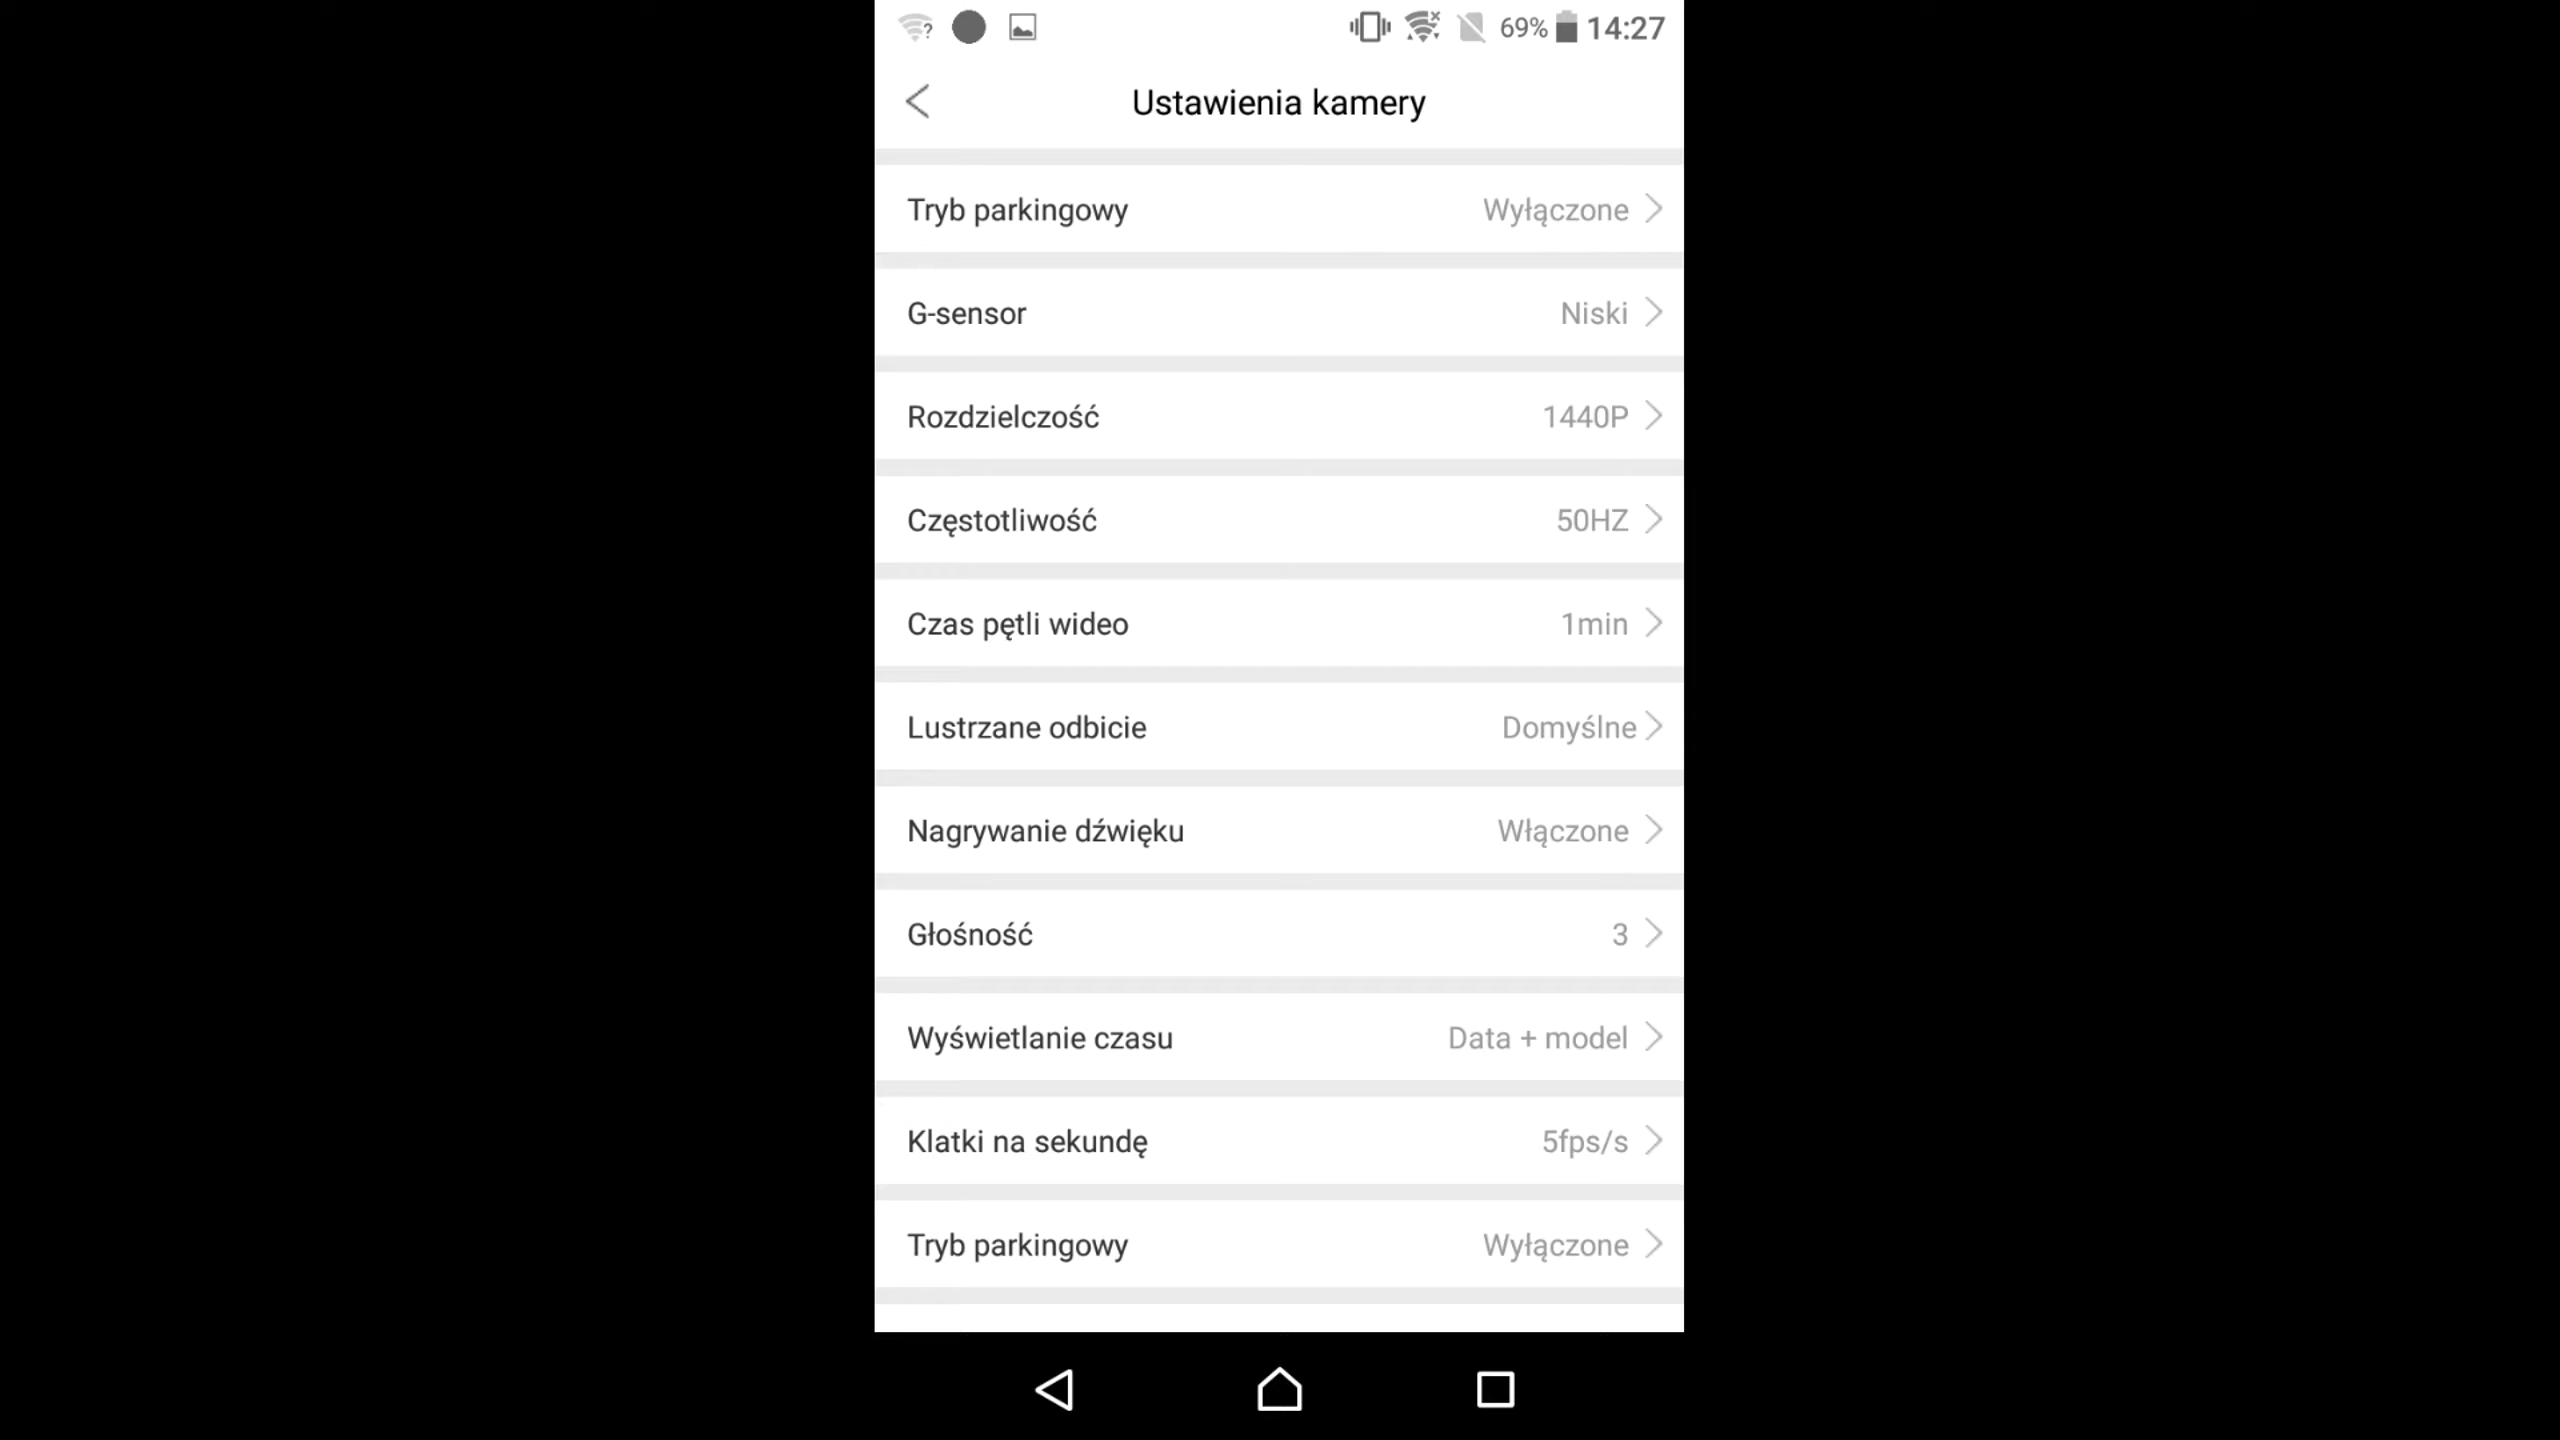 69% 14:27
Ustawienia kamery
Tryb parkingowy Wyłączone
G-sensor Niski
Rozdzielczość 1440P
Częstotliwość 50HZ
Czas pętli wideo 1min
Lustrzane odbicie Domyślne
Nagrywanie dźwięku Włączone
Głośność 3
Wyświetlanie czasu Data + model
Klatki na sekundę 5fps/s
Tryb parkingowy Wyłączone